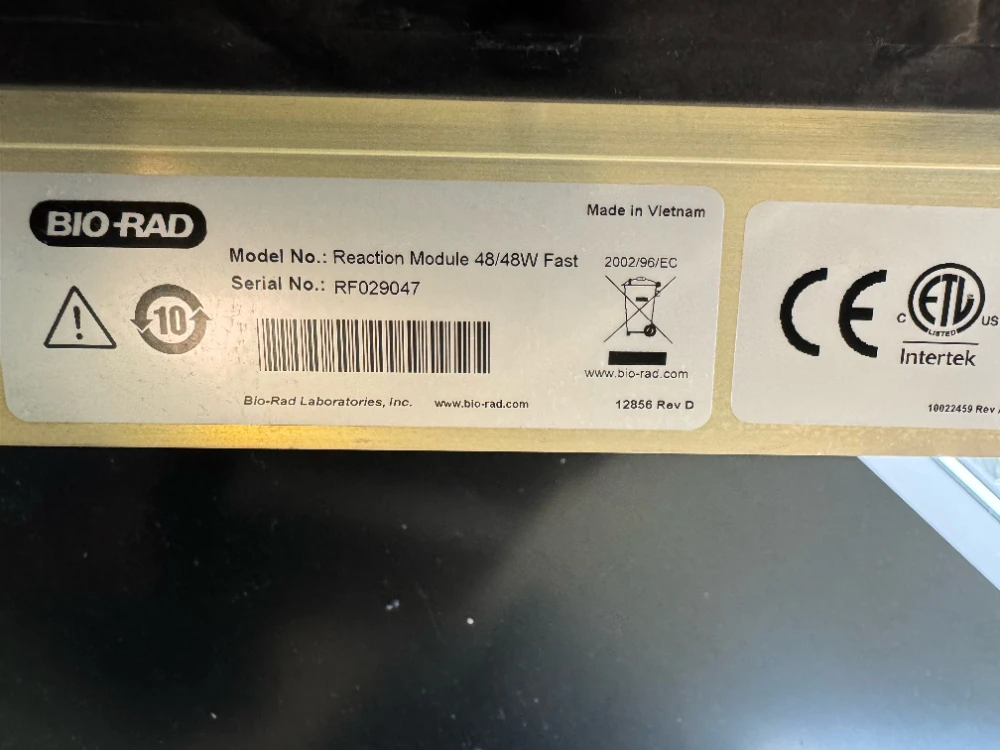 BIO-RAD
Made in Vietnam
Model No.: Reaction Module 48/48W Fast
2002/96/EC
Serial No.: RF029047
10
www.bio-rad.com
Bio-Rad Laboratories, Inc. www.bio-rad.com
12856 Rev D
CE
C ETL US
LISTED
Intertek
10022459 Rev